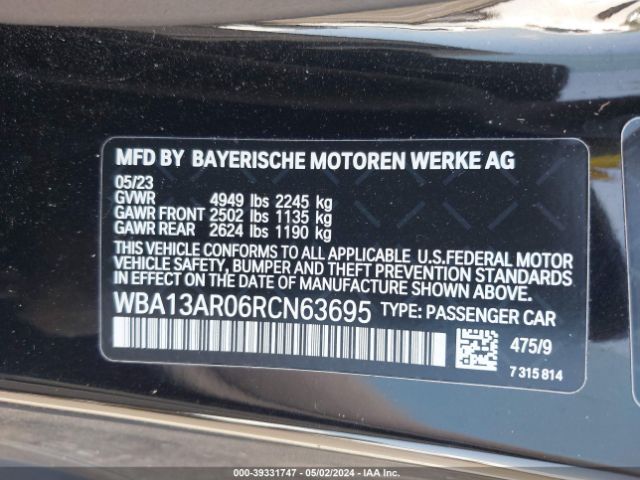 MFD BY BAYERISCHE MOTOREN WERKE AG
05/23
GVWR 4949 lbs 2245 kg
GAWR FRONT 2502 lbs 1135 kg
GAWR REAR 2624 lbs 1190 kg
THIS VEHICLE CONFORMS TO ALL APPLICABLE U.S.FEDERAL MOTOR
VEHICLE SAFETY, BUMPER AND THEFT PREVENTION STANDARDS
IN EFFECT ON THE DATE OF MANUFACTURE SHOWN ABOVE.
WBA13AR06RCN63695 TYPE: PASSENGER CAR
475/9
7 315 814
000-39331747 - 05/02/2024 - IAA Inc.